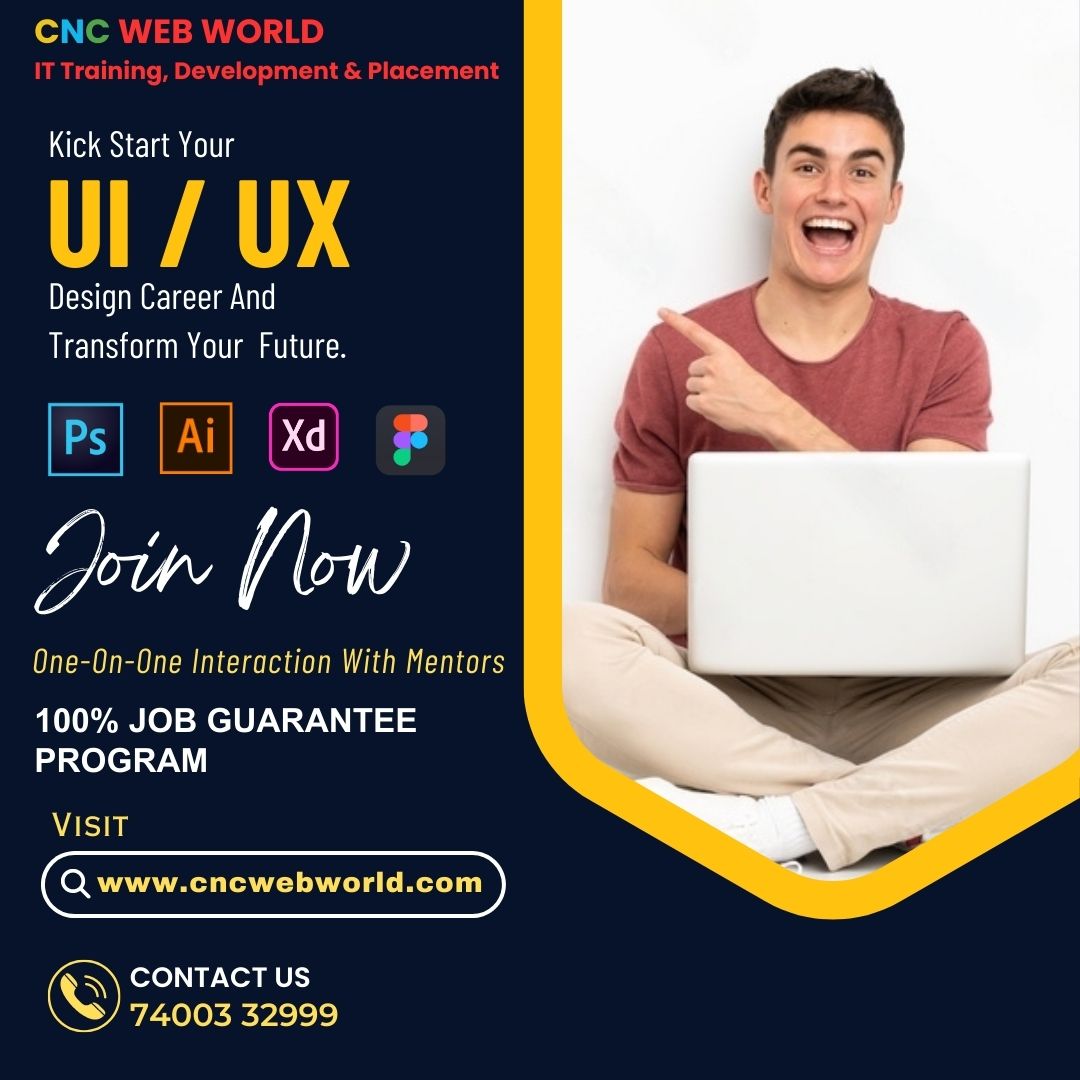 CNC WEB WORLD
IT Training, Development & Placement
Kick Start Your
UI / UX
Design Career And
Transform Your Future.
Ps Ai Xd
Join Now
One-On-One Interaction With Mentors
100% JOB GUARANTEE
PROGRAM
VISIT
www.cncwebworld.com
CONTACT US
74003 32999